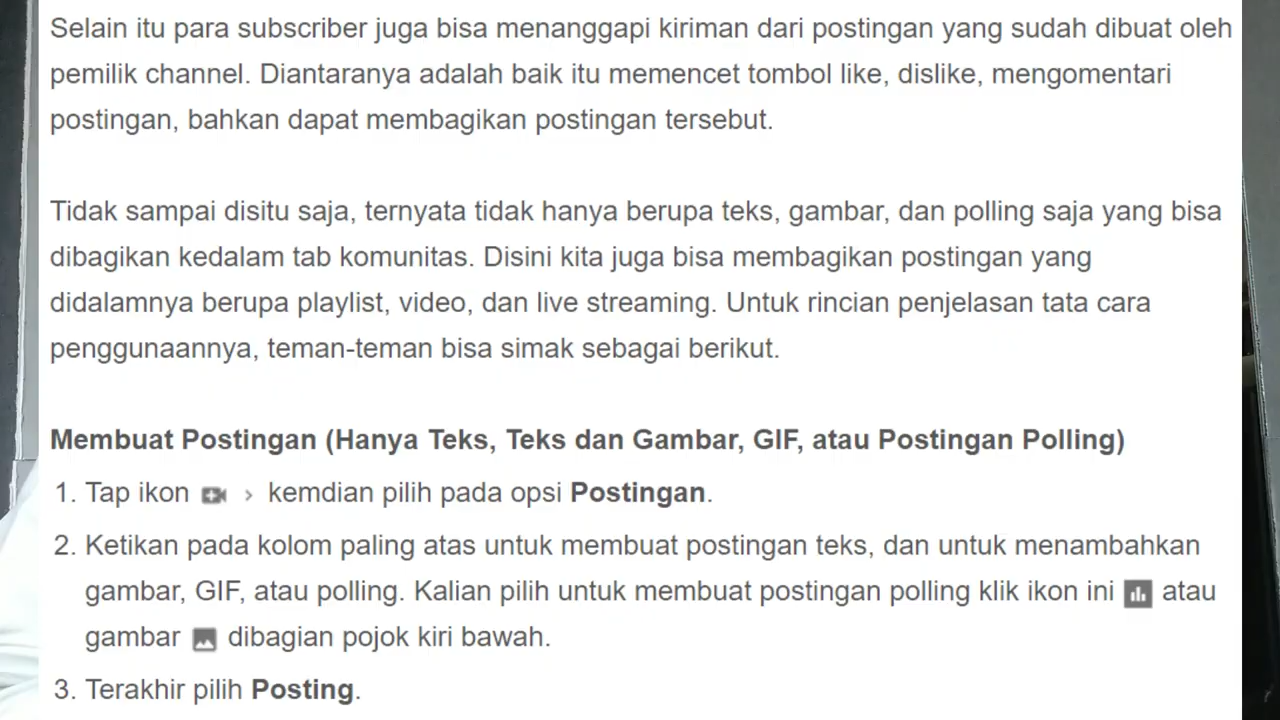 Selain itu para subscriber juga bisa menanggapi kiriman dari postingan yang sudah dibuat oleh
pemilik channel. Diantaranya adalah baik itu memencet tombol like, dislike, mengomentari
postingan, bahkan dapat membagikan postingan tersebut.
Tidak sampai disitu saja, ternyata tidak hanya berupa teks, gambar, dan polling saja yang bisa
dibagikan kedalam tab komunitas. Disini kita juga bisa membagikan postingan yang
didalamnya berupa playlist, video, dan live streaming. Untuk rincian penjelasan tata cara
penggunaannya, teman-teman bisa simak sebagai berikut.
Membuat Postingan (Hanya Teks, Teks dan Gambar, GIF, atau Postingan Polling)
1. Tap ikon > kemdian pilih pada opsi Postingan.
2. Ketikan pada kolom paling atas untuk membuat postingan teks, dan untuk menambahkan
gambar, GIF, atau polling. Kalian pilih untuk membuat postingan polling klik ikon ini atau
gambar dibagian pojok kiri bawah.
3. Terakhir pilih Posting.